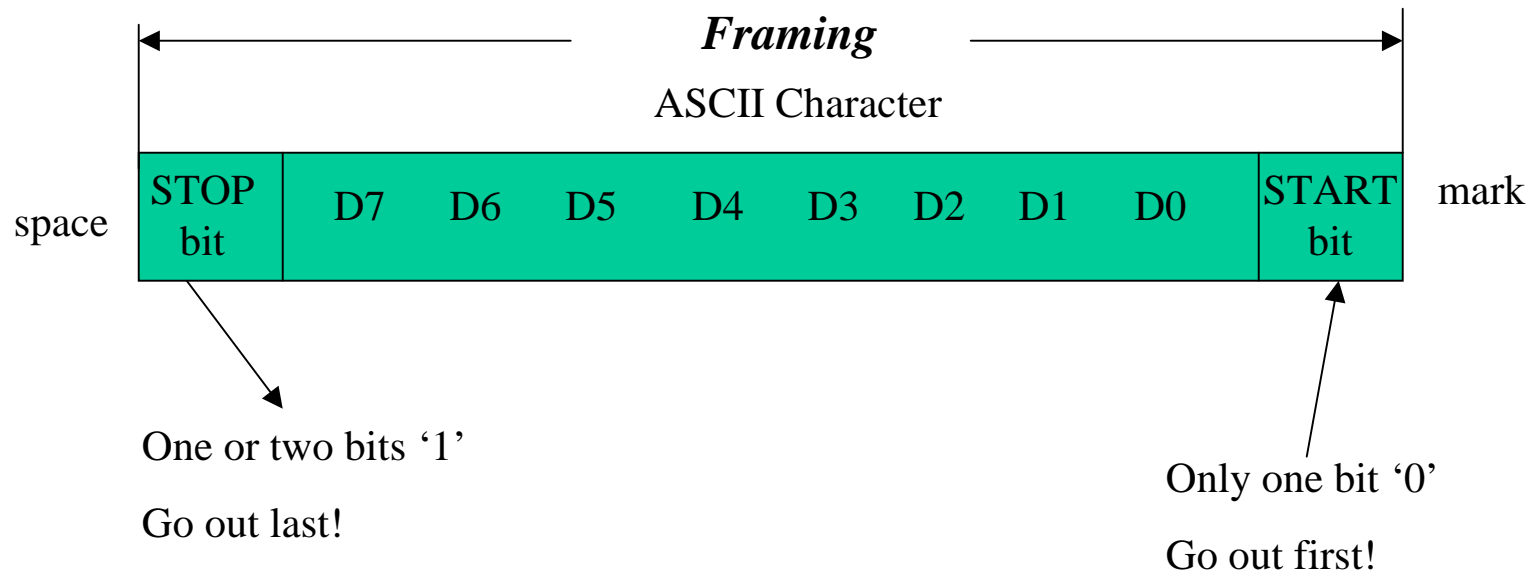 Framing
ASCII Character
space
STOP
bit
D7 D6 D5 D4 D3 D2 D1 D0
START
bit
mark
One or two bits ‘1’
Go out last!
Only one bit ‘0’
Go out first!